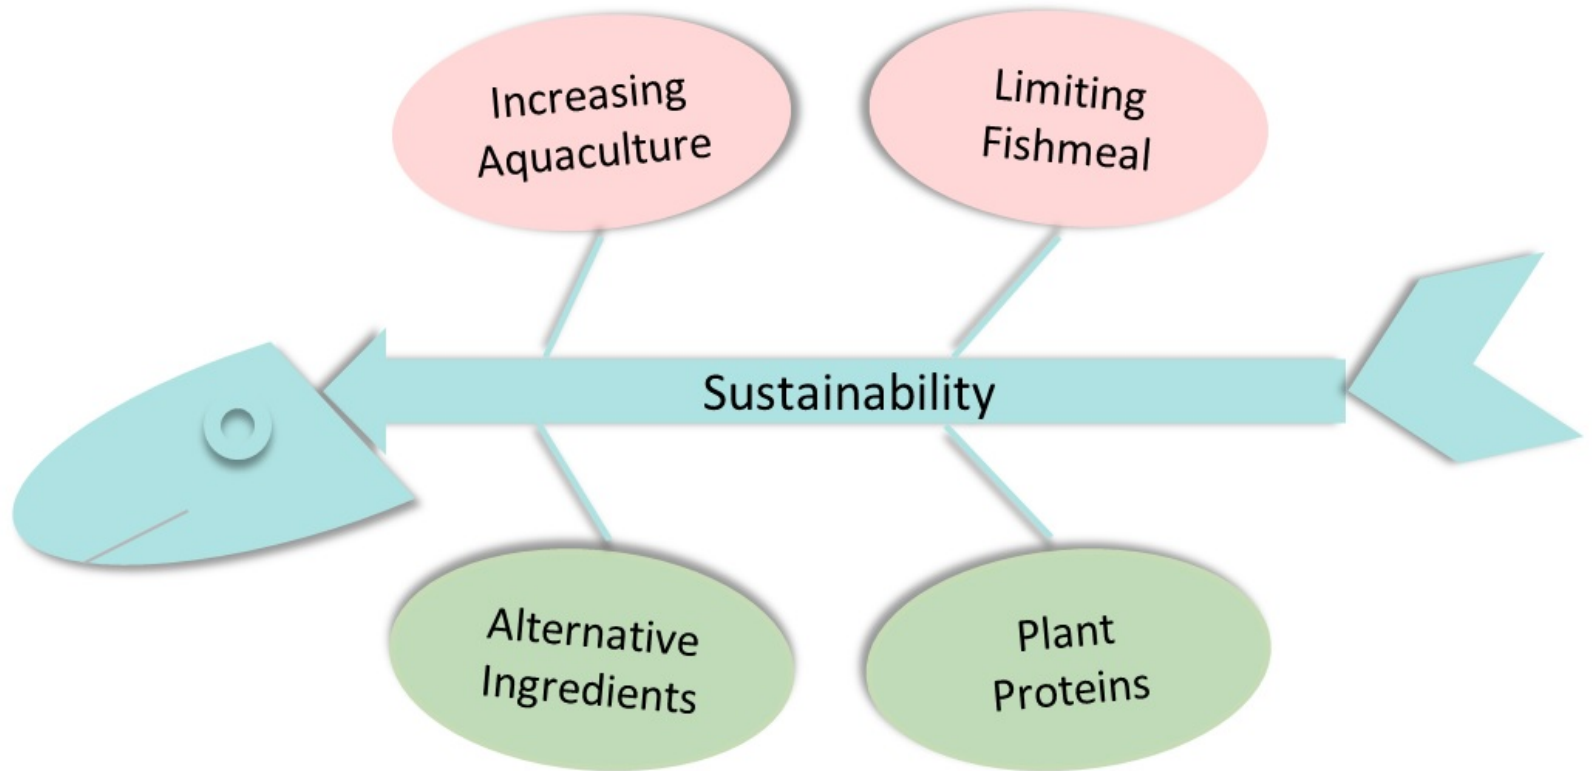 Increasing
Aquaculture
Limiting
Fishmeal
Sustainability
Alternative
Ingredients
Plant
Proteins